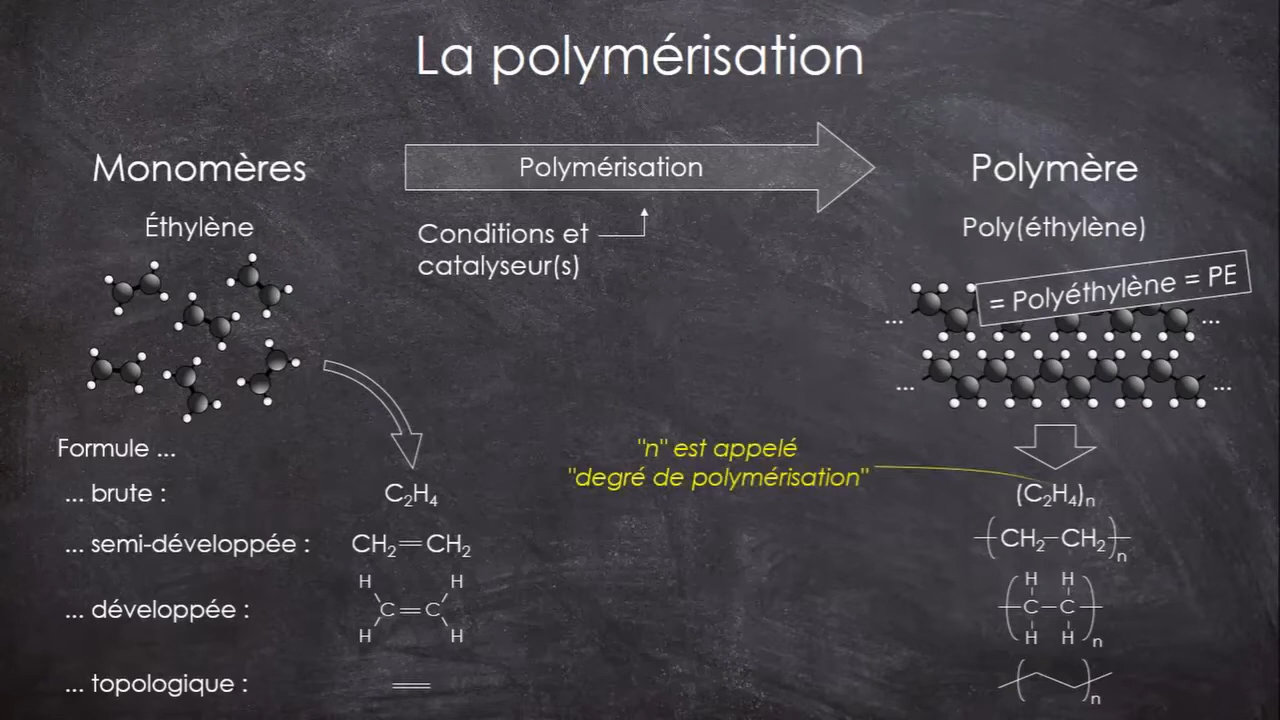 La polymérisation
Monomères
Polymérisation
Polymère
Éthylène
Conditions et
catalyseur(s)
Poly(éthylène)
= Polyéthylène = PE
...
...
...
...
Formule ...
"n" est appelé
"degré de polymérisation"
... brute :
C₂H₄
(C₂H₄)ₙ
... semi-développée :
CH₂=CH₂
(CH₂-CH₂)ₙ
... développée :
H H
C=C
H H
H H
C-C
H H
n
... topologique :
( )ₙ